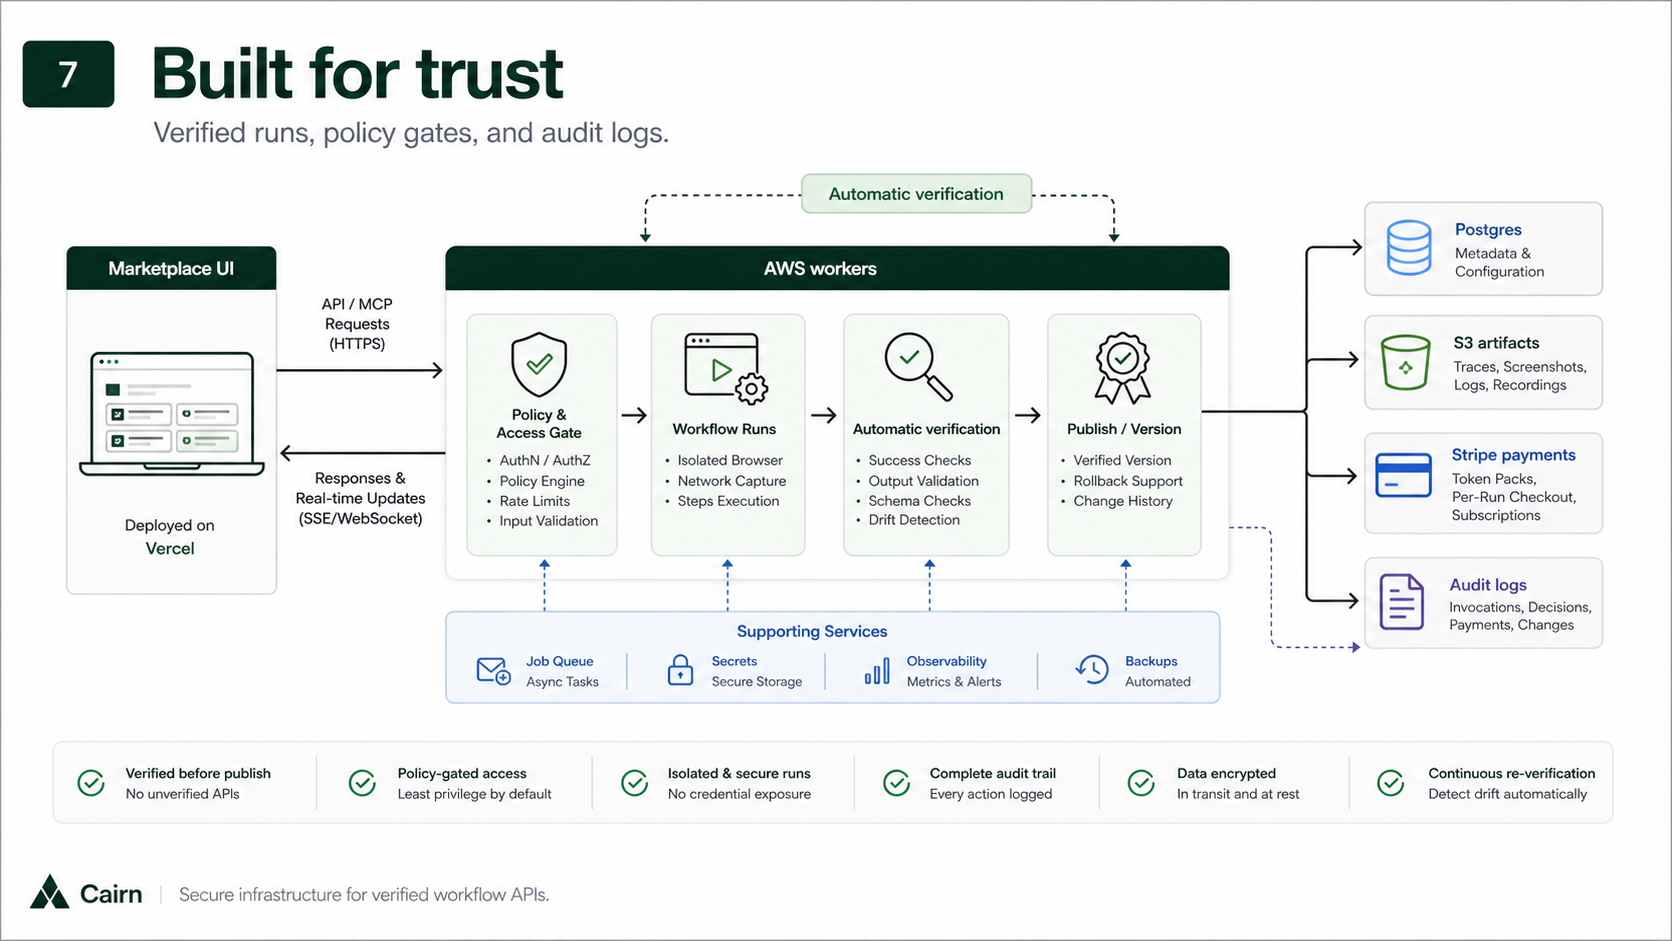 7
Built for trust
Verified runs, policy gates, and audit logs.
Automatic verification
Marketplace UI
Deployed on
Vercel
API / MCP
Requests
(HTTPS)
Responses &
Real-time Updates
(SSE/WebSocket)
AWS workers
Policy &
Access Gate
• AuthN / AuthZ
• Policy Engine
• Rate Limits
• Input Validation
Workflow Runs
• Isolated Browser
• Network Capture
• Steps Execution
Automatic verification
• Success Checks
• Output Validation
• Schema Checks
• Drift Detection
Publish / Version
• Verified Version
• Rollback Support
• Change History
Postgres
Metadata &
Configuration
S3 artifacts
Traces, Screenshots,
Logs, Recordings
Stripe payments
Token Packs,
Per-Run Checkout,
Subscriptions
Audit logs
Invocations, Decisions,
Payments, Changes
Supporting Services
Job Queue
Async Tasks
Secrets
Secure Storage
Observability
Metrics & Alerts
Backups
Automated
Verified before publish
No unverified APIs
Policy-gated access
Least privilege by default
Isolated & secure runs
No credential exposure
Complete audit trail
Every action logged
Data encrypted
In transit and at rest
Continuous re-verification
Detect drift automatically
Cairn
Secure infrastructure for verified workflow APIs.